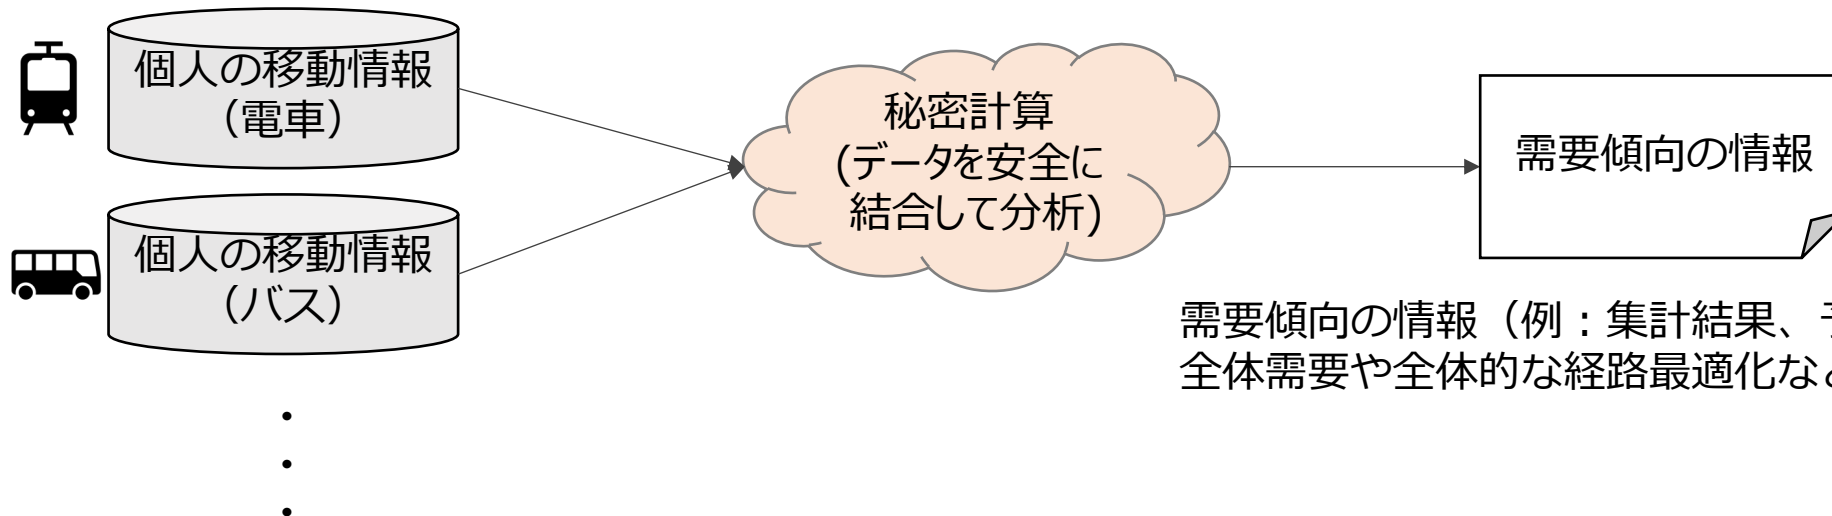 個人の移動情報
（電車）
個人の移動情報
（バス）
・
・
・
秘密計算
(データを安全に
結合して分析)
需要傾向の情報
需要傾向の情報（例：集計結果、
全体需要や全体的な経路最適化な